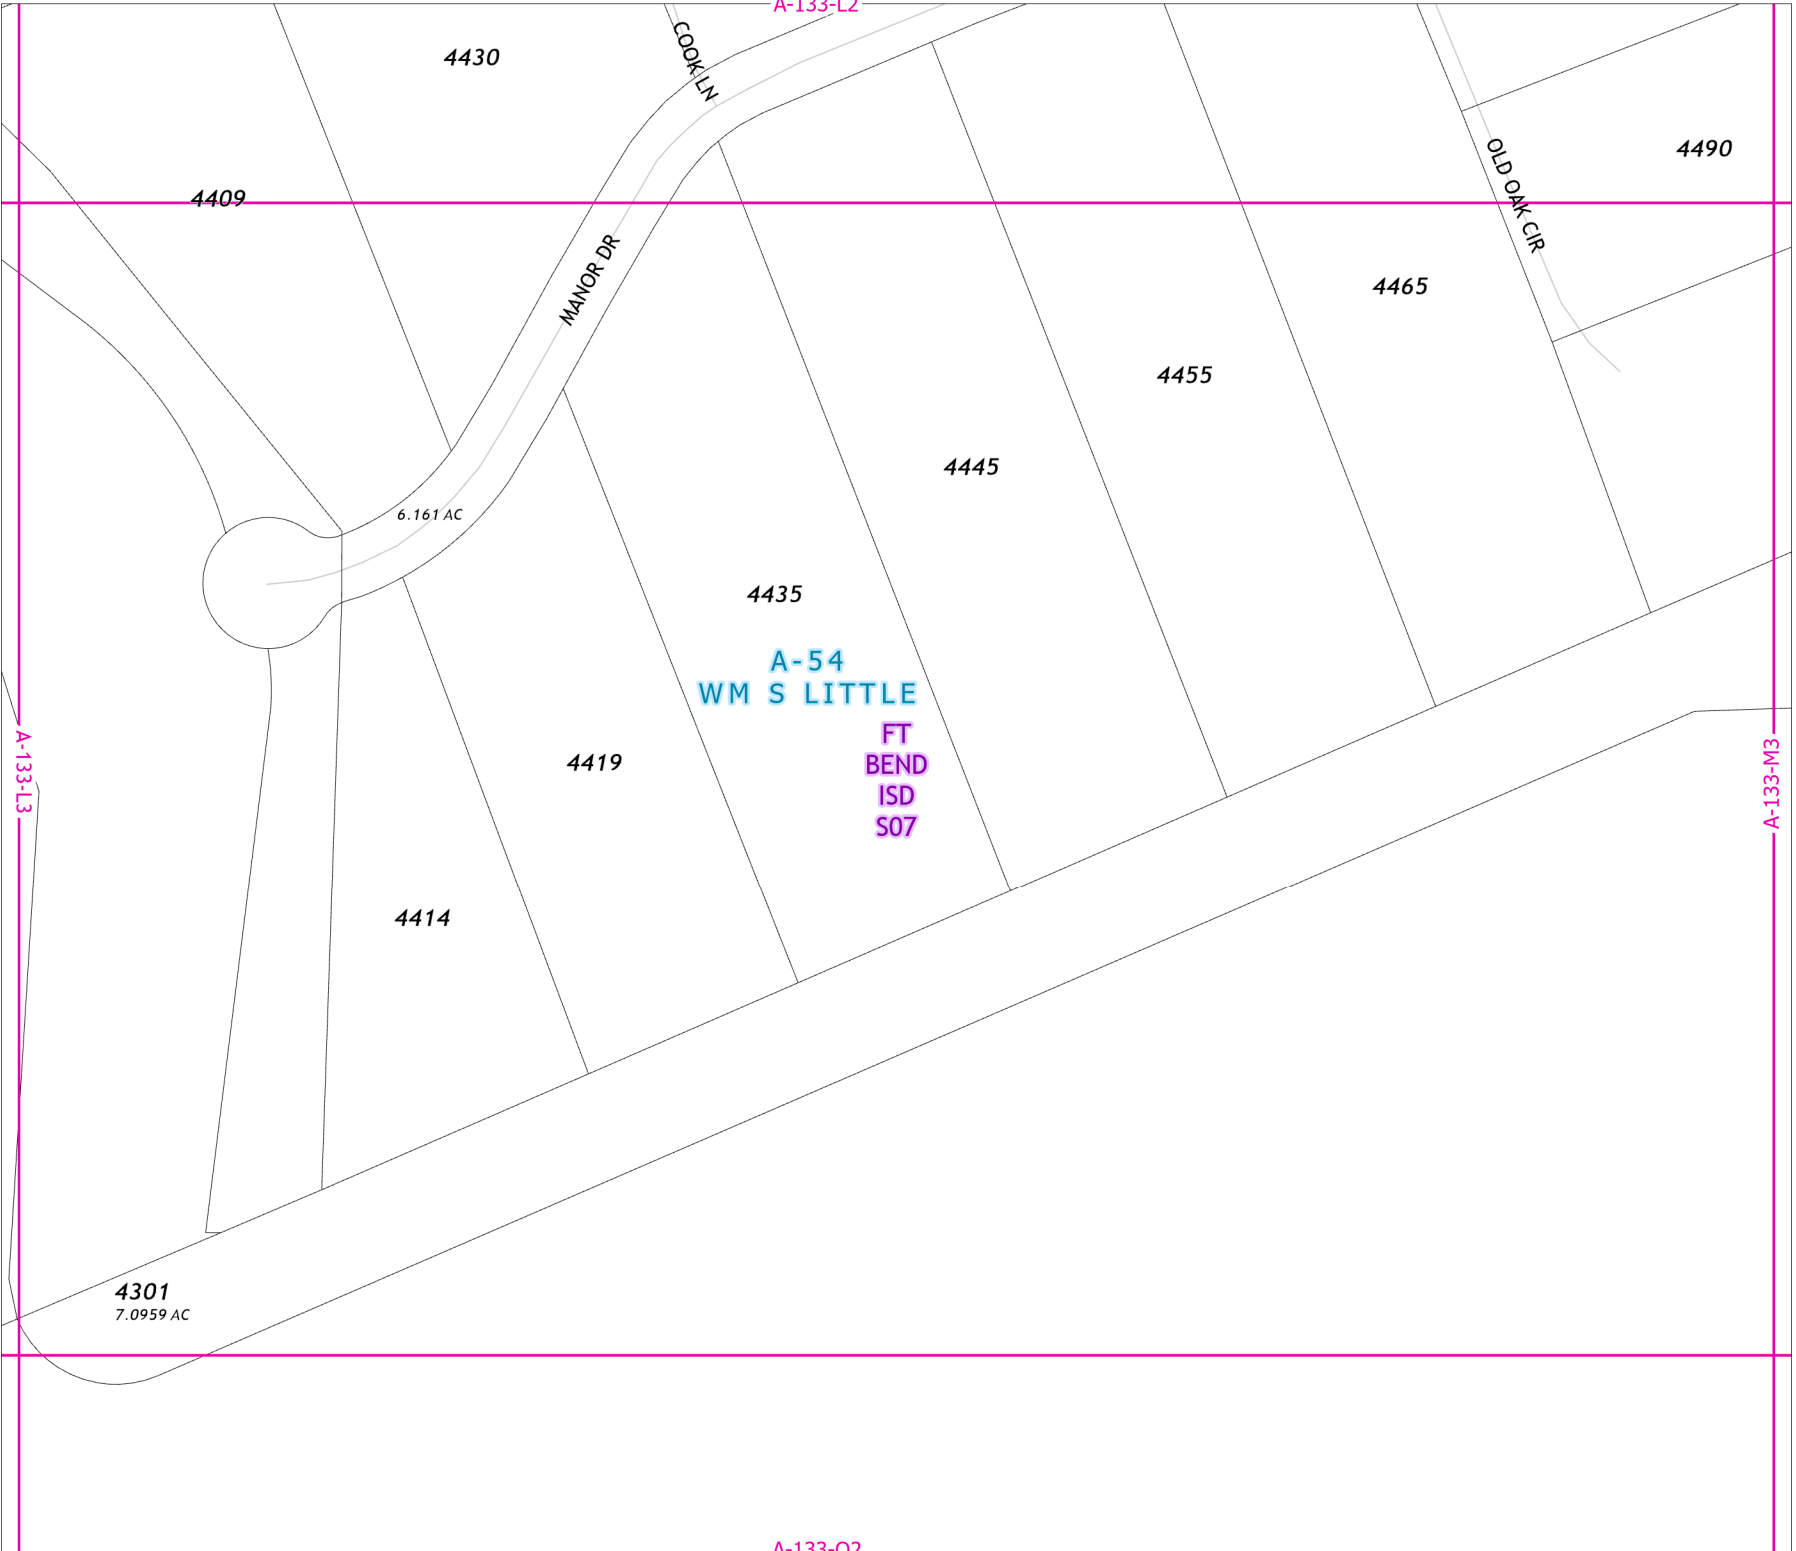 A-133-L2
COOK LN
4430
4490
OLD OAK CIR
4409
MANOR DR
4465
4455
4445
6.161 AC
4435
A-54
WM S LITTLE
FT
BEND
ISD
S07
A-133-L3
A-133-M3
4419
4414
4301
7.0959 AC
A-133-Q2